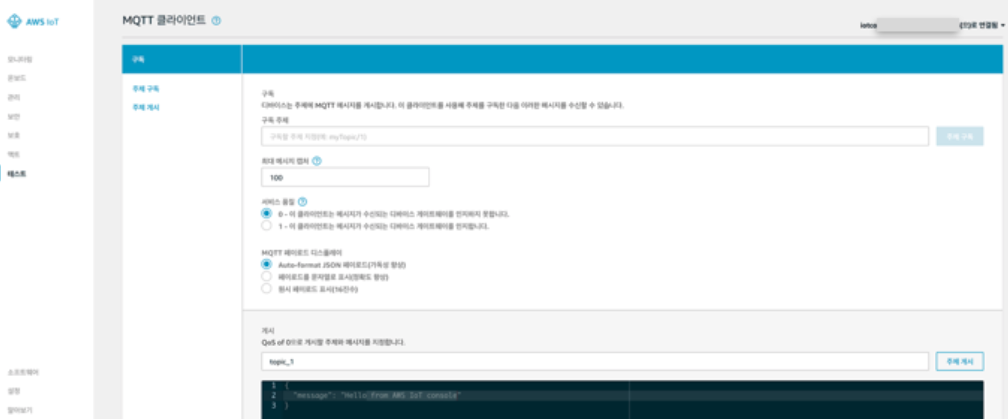 AWS IoT
MQTT 클라이언트
iotco
(으)로 연결됨
모니터링
온보드
관리
보안
보호
액트
테스트
소프트웨어
설정
알아보기
구독
주제 구독
주제 게시
구독
디바이스는 주제에 MQTT 메시지를 게시합니다. 이 클라이언트를 사용해 주제를 구독한 다음 이러한 메시지를 수신할 수 있습니다.
구독 주제
구독할 주제 지정(예: myTopic/1)
주제 구독
최대 메시지 캡처
100
서비스 품질
0 - 이 클라이언트는 메시지가 수신되는 디바이스 게이트웨이를 인지하지 못합니다.
1 - 이 클라이언트는 메시지가 수신되는 디바이스 게이트웨이를 인지합니다.
MQTT 페이로드 디스플레이
Auto-format JSON 페이로드(가독성 향상)
페이로드를 문자열로 표시(정확도 향상)
원시 페이로드 표시(16진수)
게시
QoS of 0으로 게시할 주제와 메시지를 지정합니다.
topic_1
주제 게시
1 {
2 "message": "Hello from AWS IoT console"
3 }